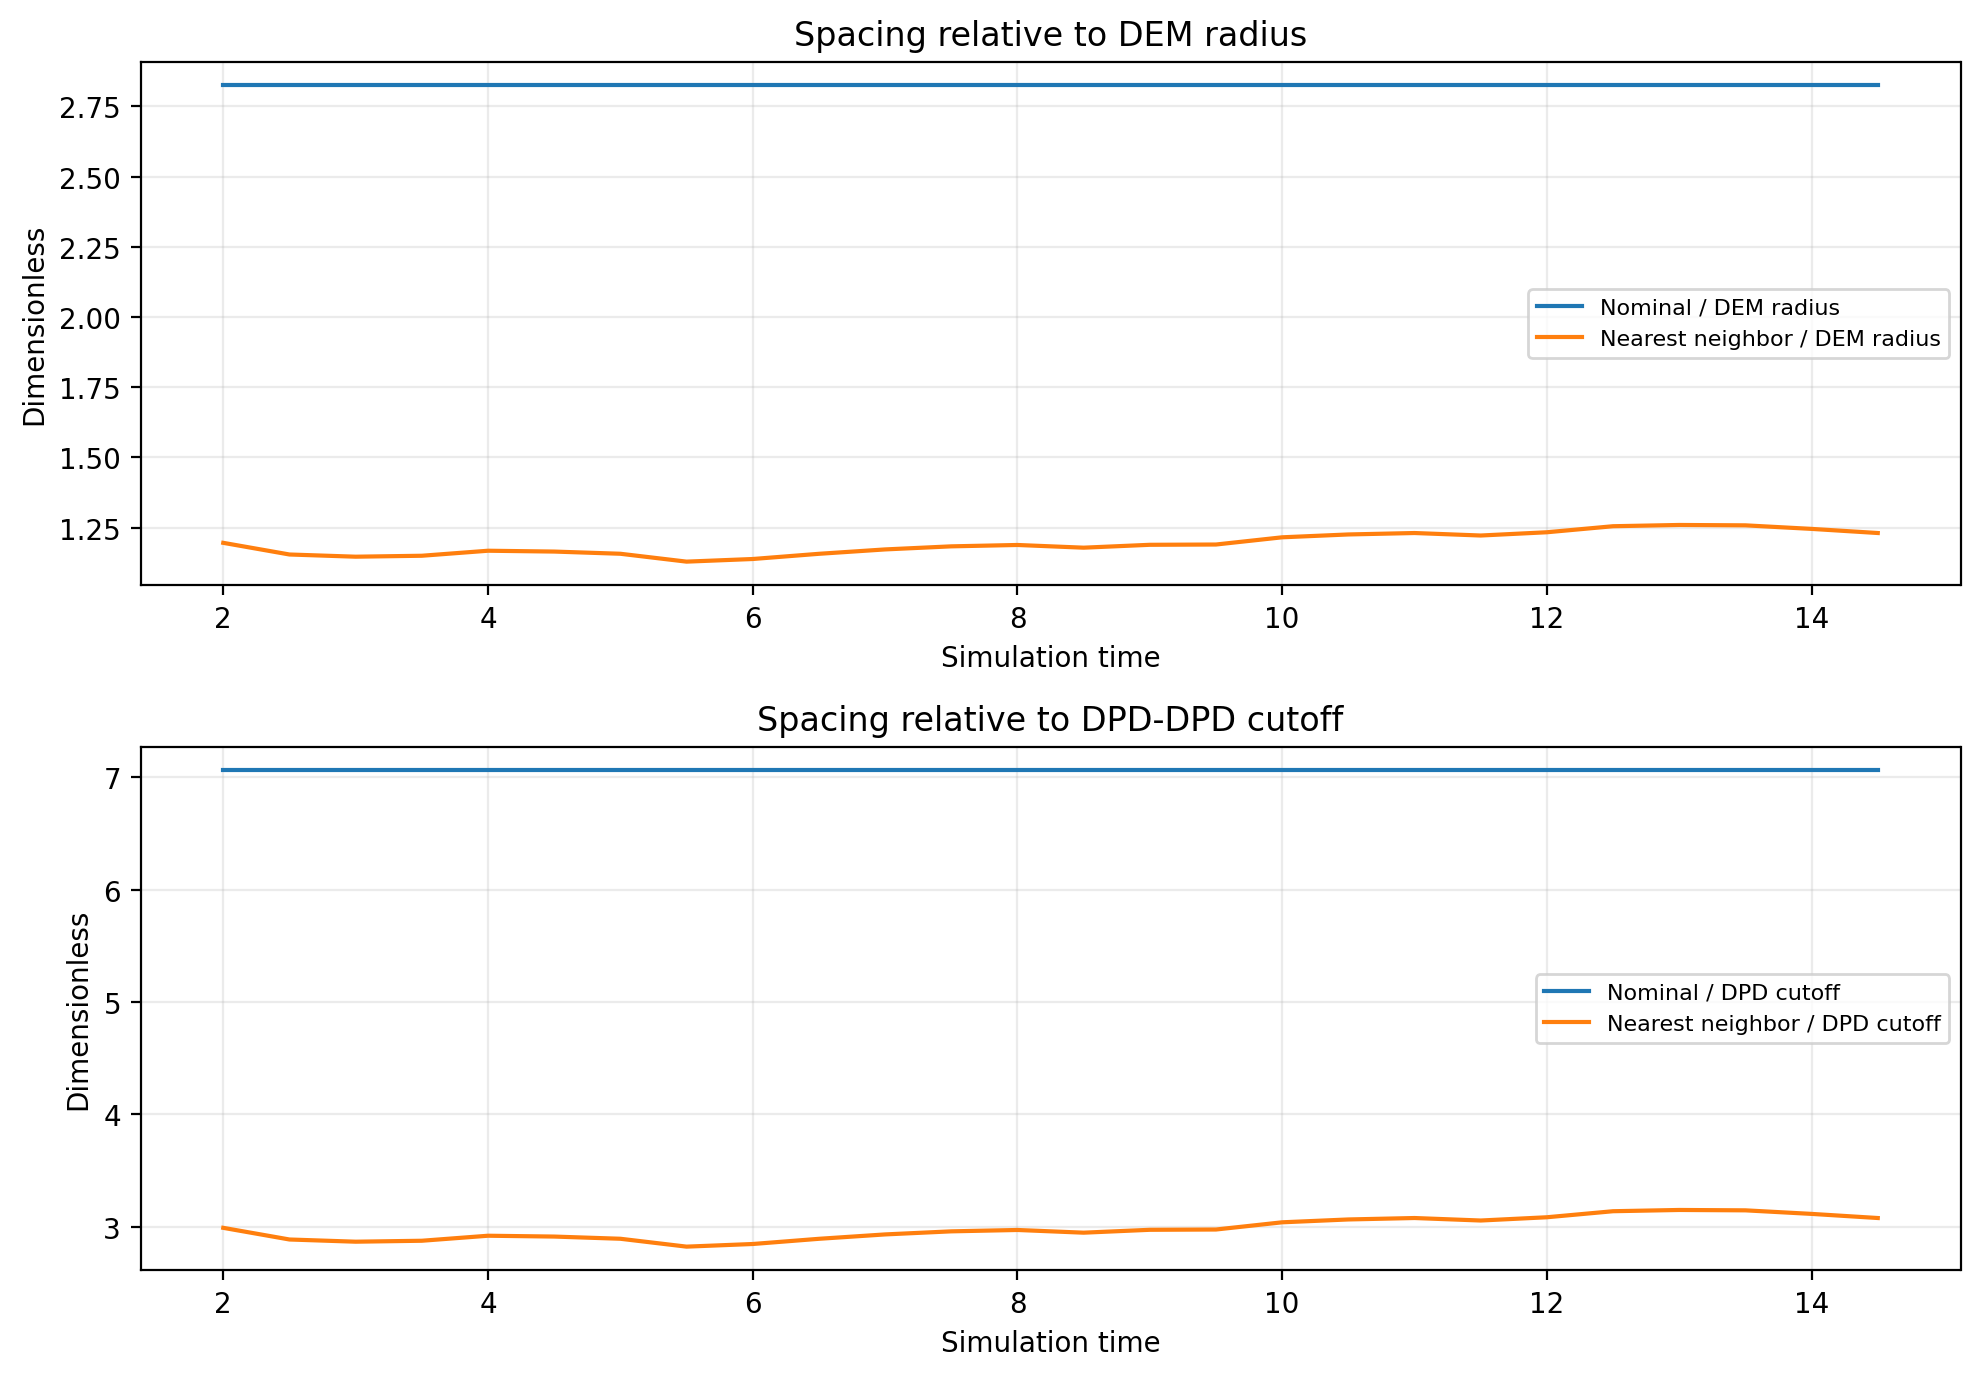 Spacing relative to DEM radius
Dimensionless
2.75
2.50
2.25
2.00
1.75
1.50
1.25
Nominal / DEM radius
Nearest neighbor / DEM radius
2 4 6 8 10 12 14
Simulation time
Spacing relative to DPD-DPD cutoff
Dimensionless
7
6
5
4
3
Nominal / DPD cutoff
Nearest neighbor / DPD cutoff
2 4 6 8 10 12 14
Simulation time